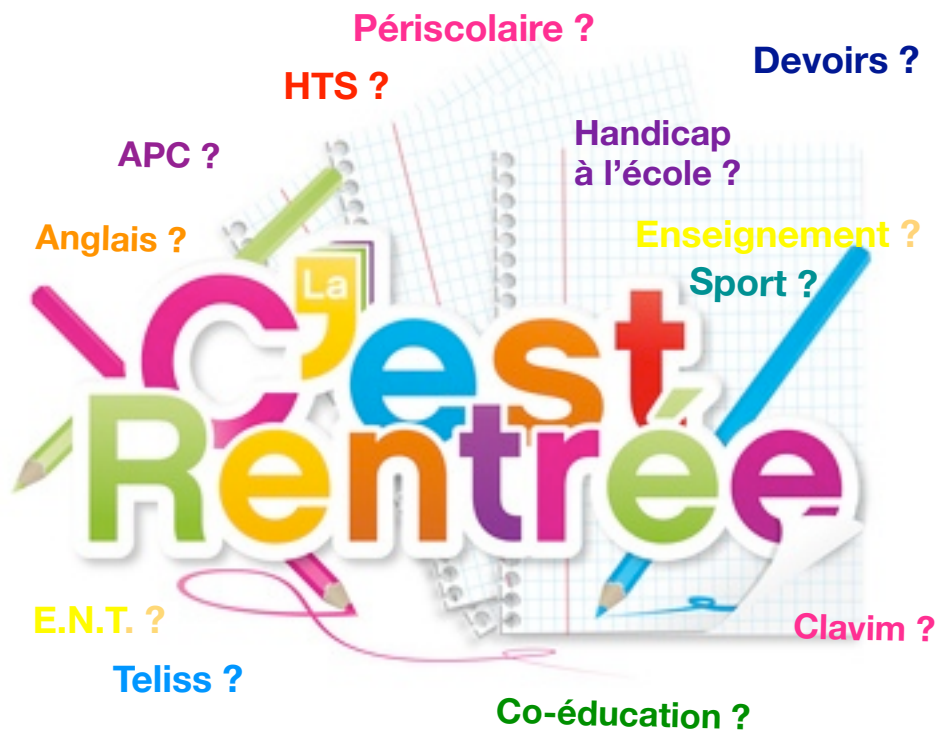 Périscolaire ?
Devoirs ?
HTS ?
Handicap
à l'école ?
APC ?
Anglais ?
Enseignement ?
Sport ?
C'est
La
Rentrée
E.N.T. ?
Clavim ?
Teliss ?
Co-éducation ?